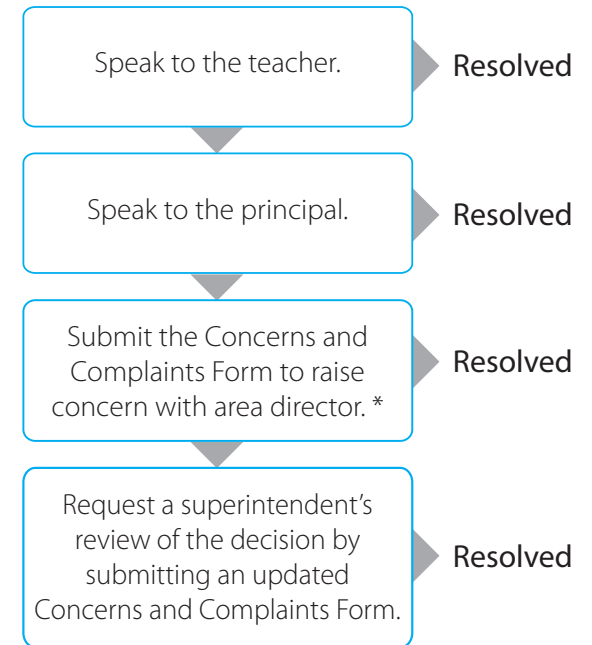 Speak to the teacher.
Resolved
Speak to the principal.
Resolved
Submit the Concerns and
Complaints Form to raise
concern with area director. *
Resolved
Request a superintendent’s
review of the decision by
submitting an updated
Concerns and Complaints Form.
Resolved